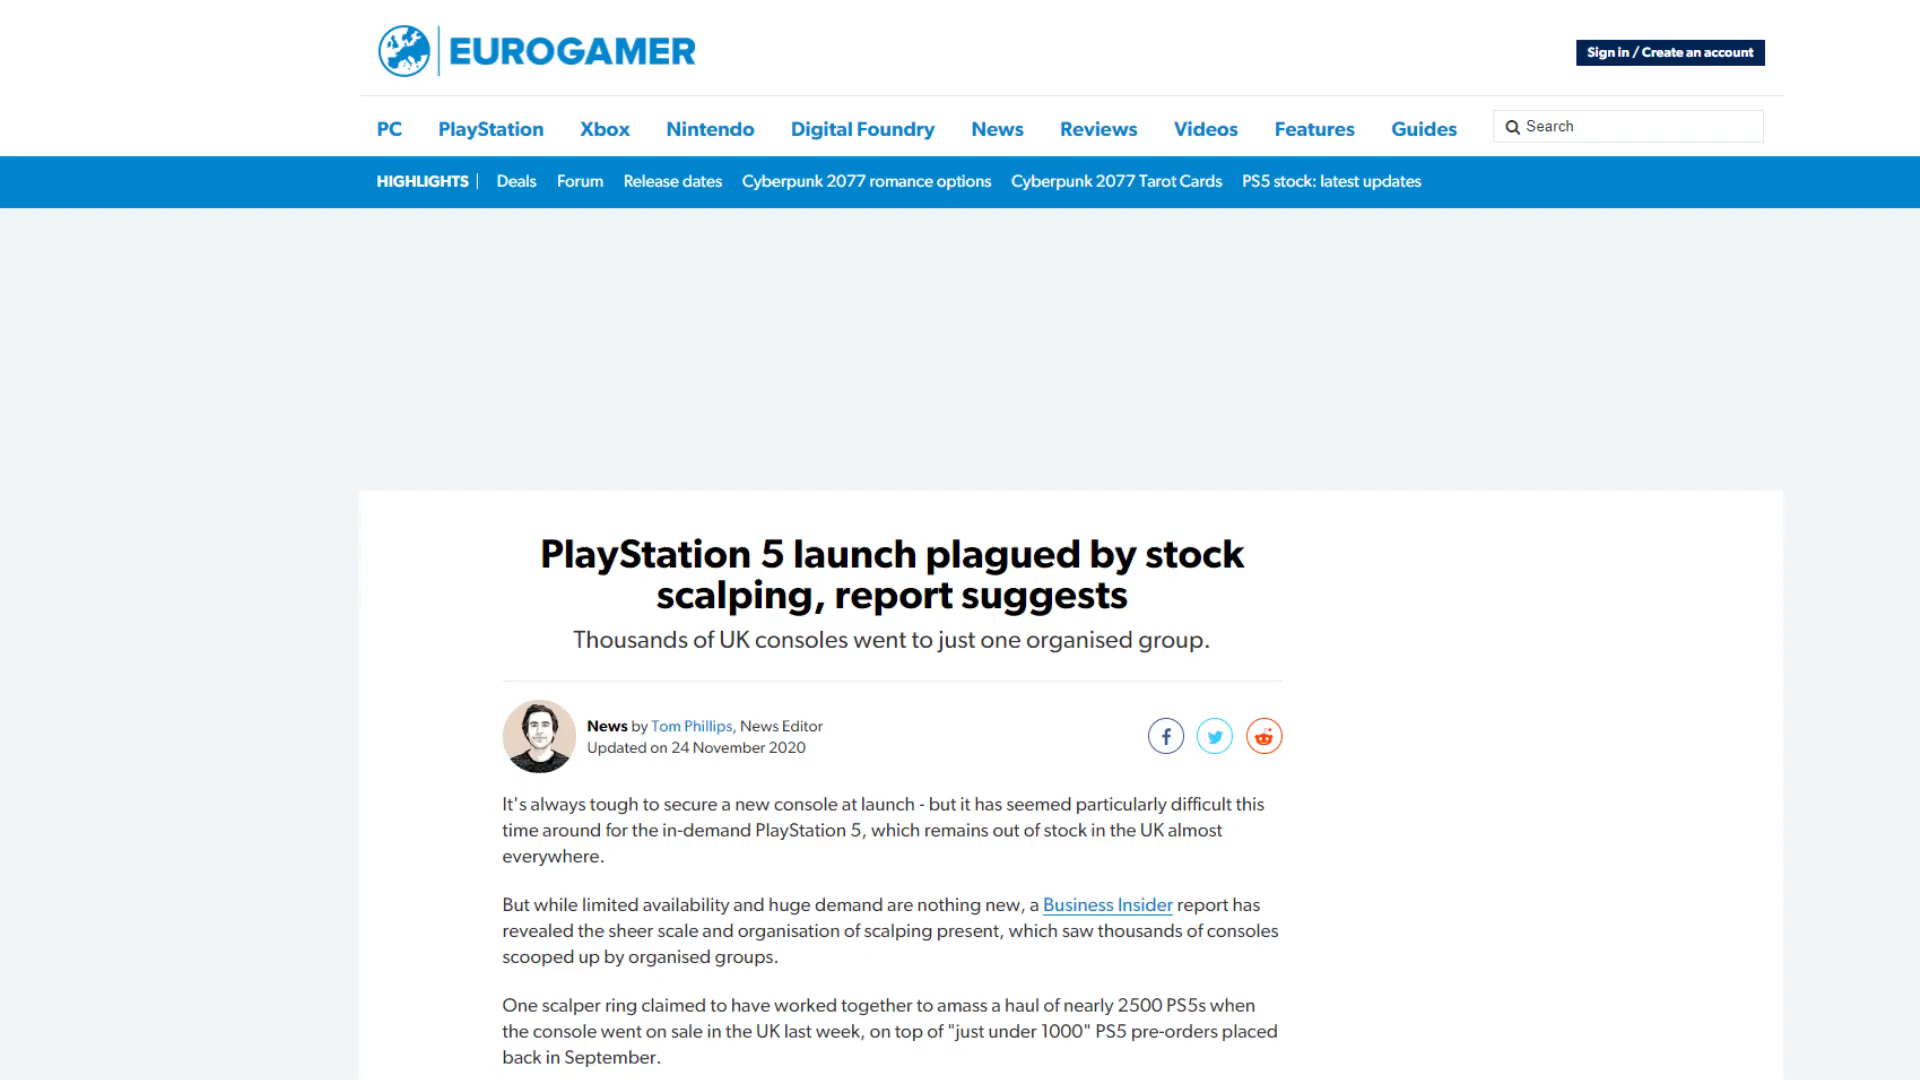 EUROGAMER
Sign in / Create an account
PC PlayStation Xbox Nintendo Digital Foundry News Reviews Videos Features Guides Search
HIGHLIGHTS | Deals Forum Release dates Cyberpunk 2077 romance options Cyberpunk 2077 Tarot Cards PS5 stock: latest updates
PlayStation 5 launch plagued by stock
scalping, report suggests
Thousands of UK consoles went to just one organised group.
News by Tom Phillips, News Editor
Updated on 24 November 2020
It's always tough to secure a new console at launch - but it has seemed particularly difficult this
time around for the in-demand PlayStation 5, which remains out of stock in the UK almost
everywhere.
But while limited availability and huge demand are nothing new, a Business Insider report has
revealed the sheer scale and organisation of scalping present, which saw thousands of consoles
scooped up by organised groups.
One scalper ring claimed to have worked together to amass a haul of nearly 2500 PS5s when
the console went on sale in the UK last week, on top of "just under 1000" PS5 pre-orders placed
back in September.